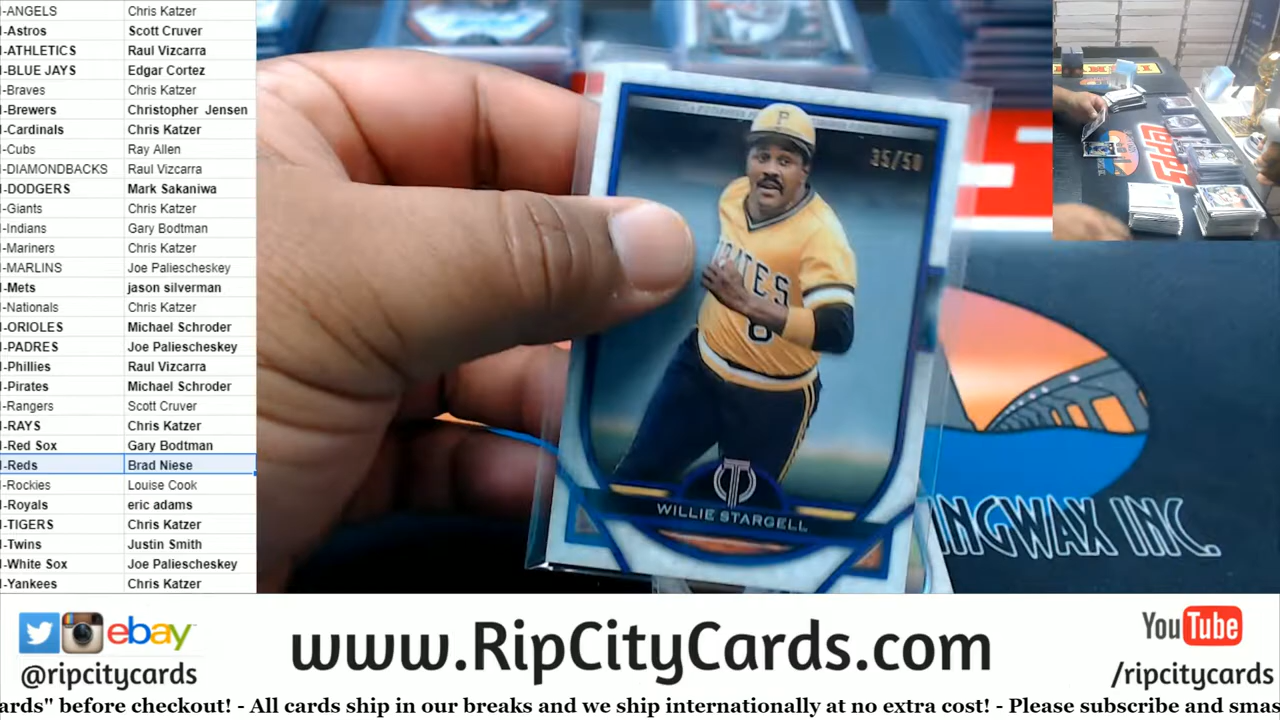 I-ANGELS Chris Katzer
I-Astros Scott Cruver
I-ATHLETICS Raul Vizcarra
I-BLUE JAYS Edgar Cortez
I-Braves Chris Katzer
I-Brewers Christopher Jensen
I-Cardinals Chris Katzer
I-Cubs Ray Allen
I-DIAMONDBACKS Raul Vizcarra
I-DODGERS Mark Sakaniwa
I-Giants Chris Katzer
I-Indians Gary Bodtman
I-Mariners Chris Katzer
I-MARLINS Joe Paliescheskey
I-Mets jason silverman
I-Nationals Chris Katzer
I-ORIOLES Michael Schroder
I-PADRES Joe Paliescheskey
I-Phillies Raul Vizcarra
I-Pirates Michael Schroder
I-Rangers Scott Cruver
I-RAYS Chris Katzer
I-Red Sox Gary Bodtman
I-Reds Brad Niese
I-Rockies Louise Cook
I-Royals eric adams
I-TIGERS Chris Katzer
I-Twins Justin Smith
I-White Sox Joe Paliescheskey
I-Yankees Chris Katzer
P
35/50
PIRATES
8
WILLIE STARGELL
TOPPS
INGWAX INC.
ebay
@ripcitycards
www.RipCityCards.com
YouTube
/ripcitycards
ards" before checkout! - All cards ship in our breaks and we ship internationally at no extra cost! - Please subscribe and smas